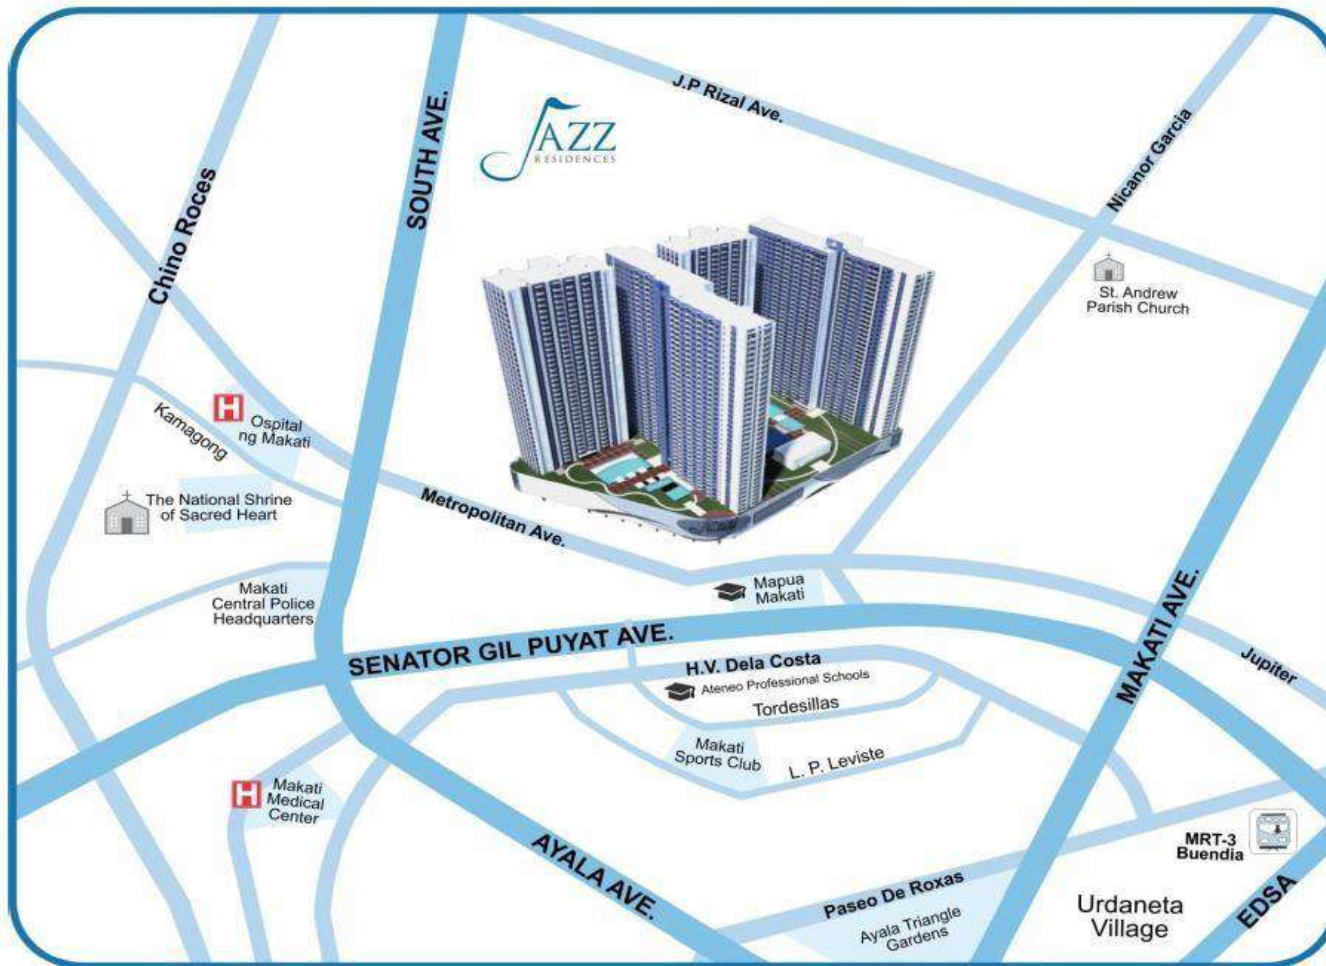 J.P Rizal Ave.
Nicanor Garcia
SOUTH AVE.
JAZZ
RESIDENCES
Chino Roces
St. Andrew
Parish Church
H
Ospital
ng Makati
Kamagong
The National Shrine
of Sacred Heart
Metropolitan Ave.
Makati
Central Police
Headquarters
Mapua
Makati
SENATOR GIL PUYAT AVE.
H.V. Dela Costa
Ateneo Professional Schools
Tordesillas
MAKATI AVE.
Jupiter
Makati
Sports Club
L. P. Leviste
H
Makati
Medical
Center
MRT-3
Buendia
AYALA AVE.
Paseo De Roxas
Ayala Triangle
Gardens
Urdaneta
Village
EDSA